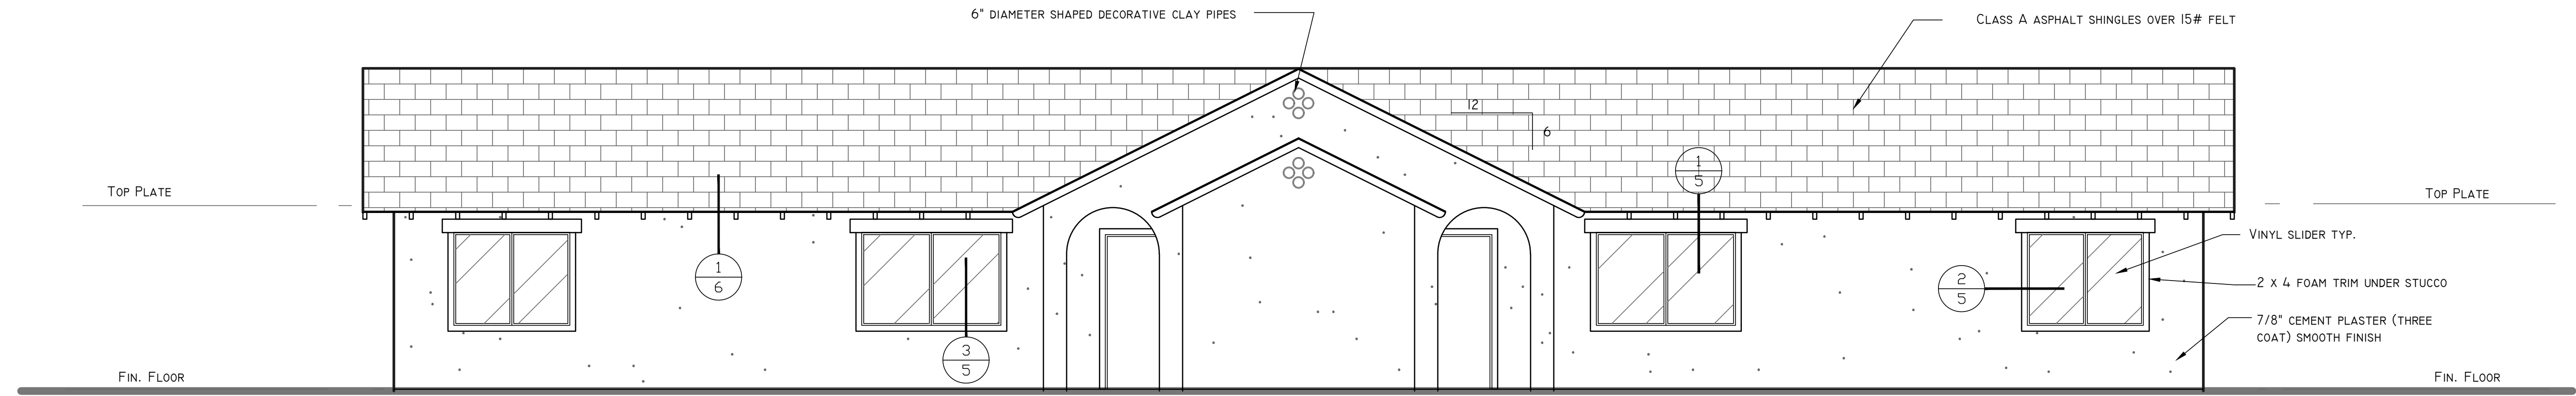 6" DIAMETER SHAPED DECORATIVE CLAY PIPES
CLASS A ASPHALT SHINGLES OVER 15# FELT
12
6
TOP PLATE
TOP PLATE
1
5
VINYL SLIDER TYP.
1
6
2
5
2 X 4 FOAM TRIM UNDER STUCCO
7/8" CEMENT PLASTER (THREE
COAT) SMOOTH FINISH
3
5
FIN. FLOOR
FIN. FLOOR